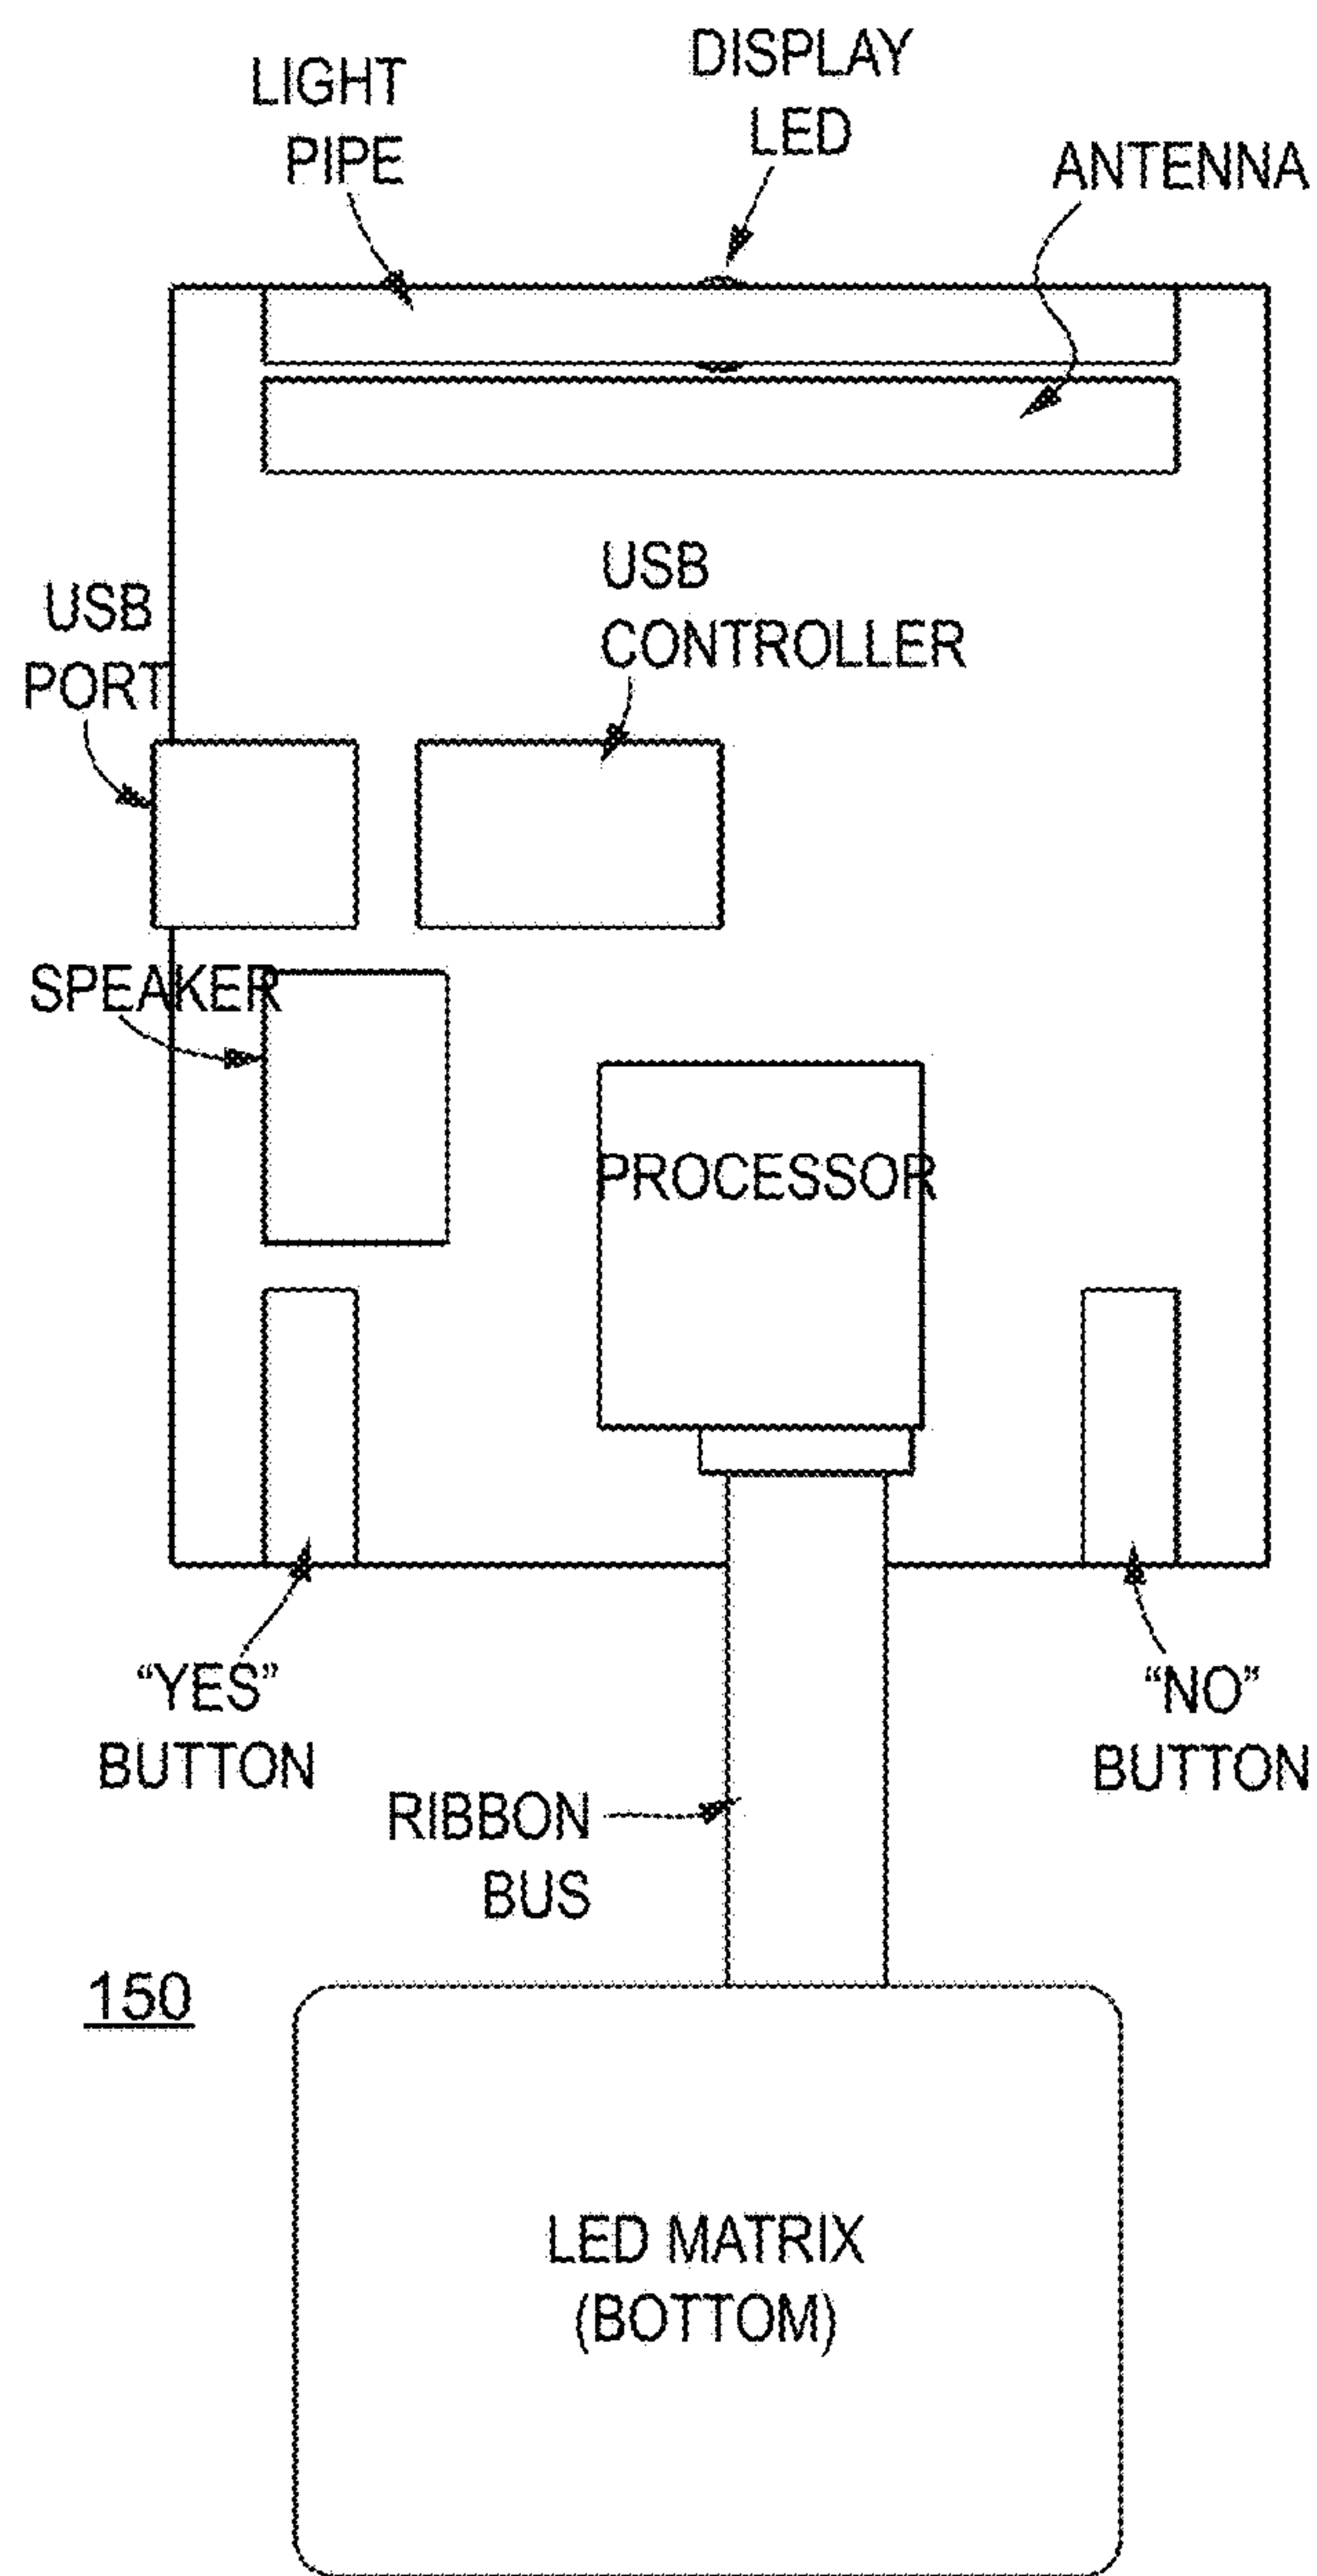 LIGHT
PIPE
DISPLAY
LED
ANTENNA
USB
PORT
USB
CONTROLLER
SPEAKER
PROCESSOR
“YES”
BUTTON
“NO”
BUTTON
RIBBON
BUS
150
LED MATRIX
(BOTTOM)